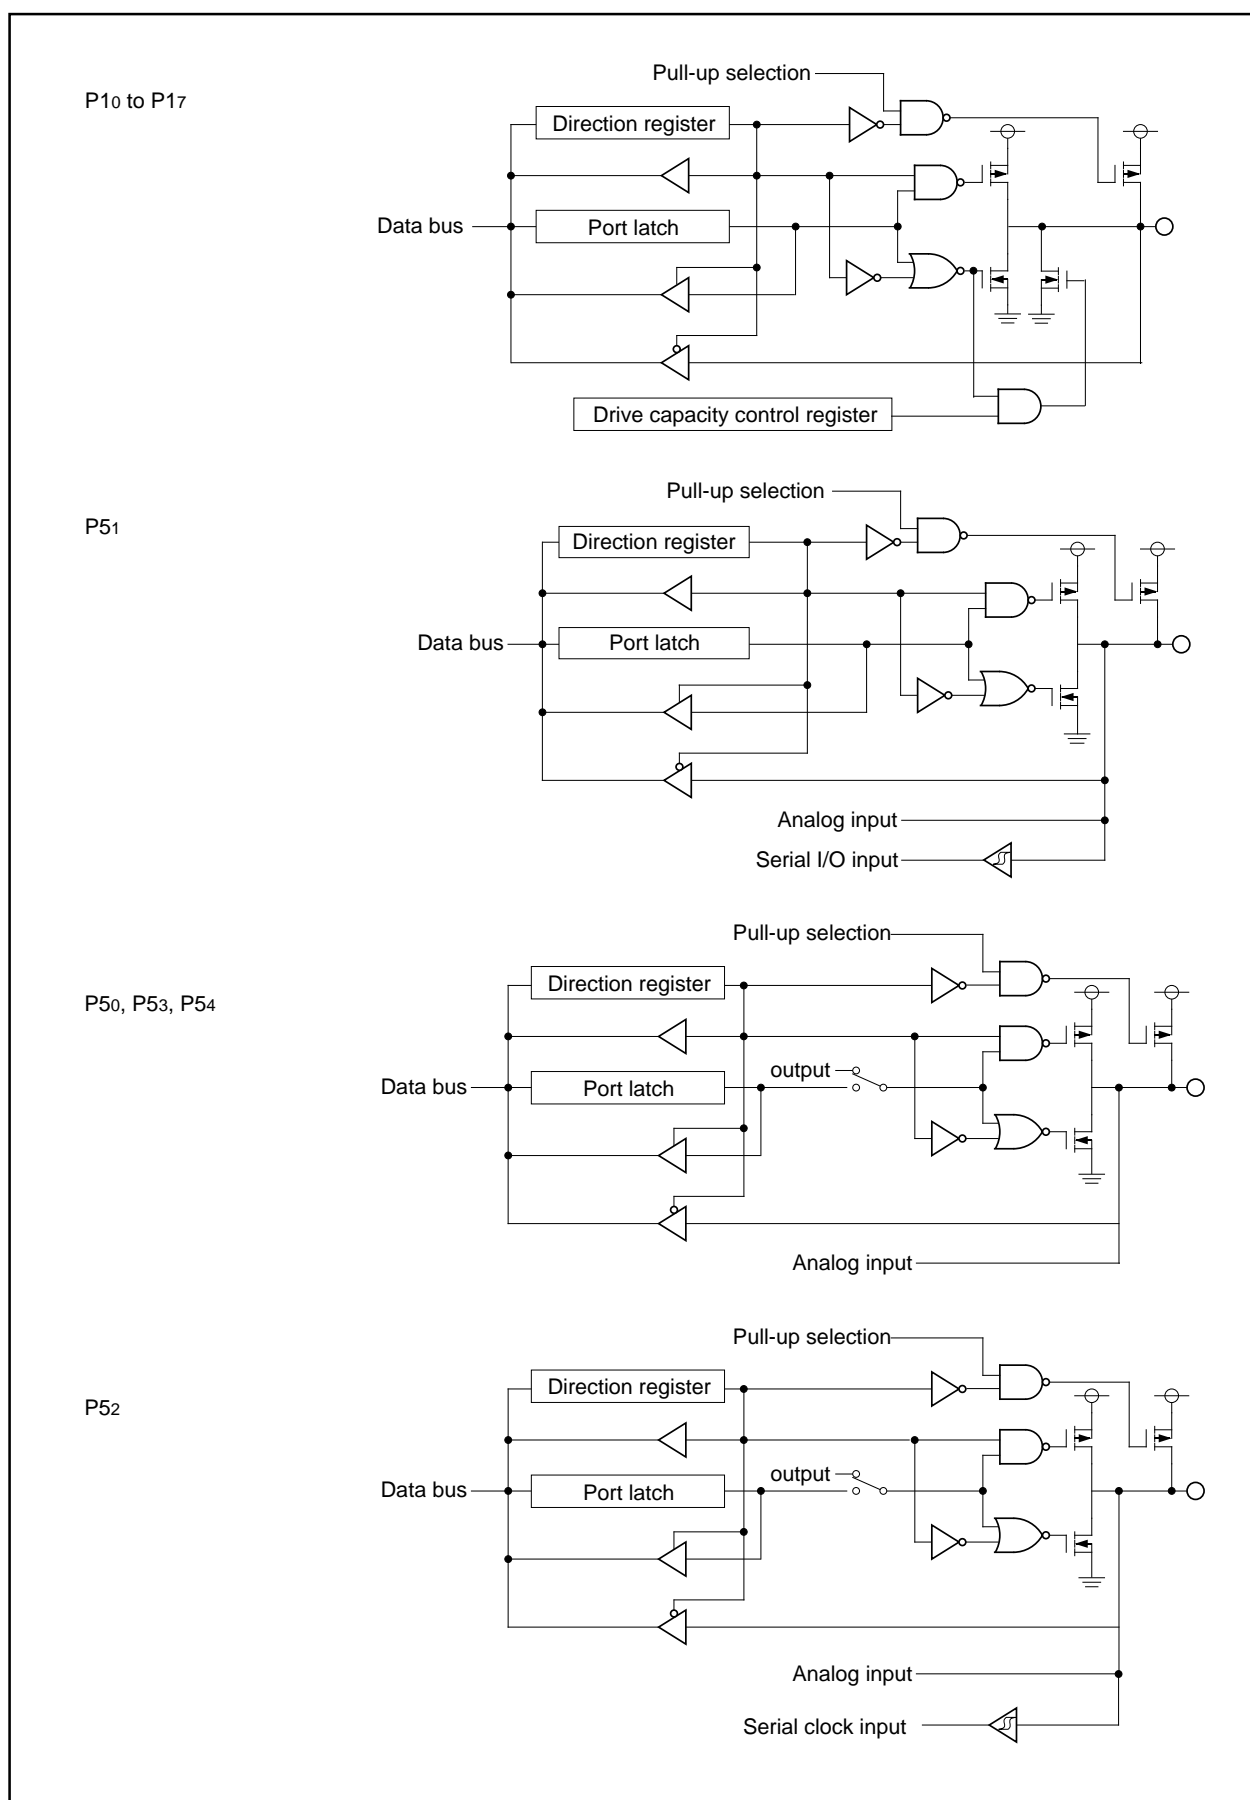 Pull-up selection
P10 to P17
Direction register
Data bus
Port latch
Drive capacity control register
Pull-up selection
P51
Direction register
Data bus
Port latch
Analog input
Serial I/O input
Pull-up selection
P50, P53, P54
Direction register
output
Data bus
Port latch
Analog input
Pull-up selection
P52
Direction register
output
Data bus
Port latch
Analog input
Serial clock input